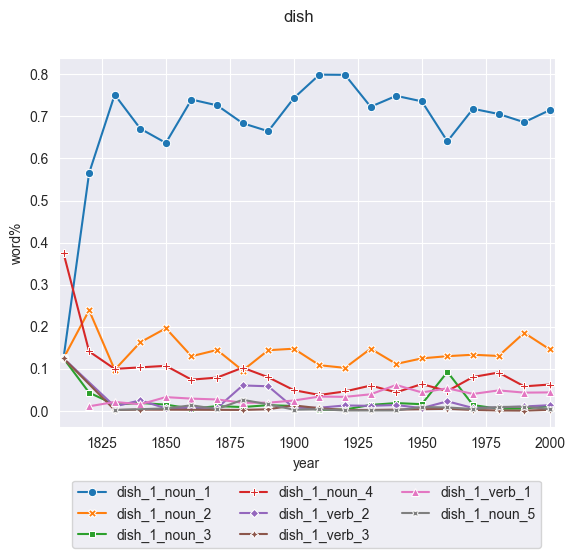 dish
0.8
0.7
0.6
0.5
0.4
0.3
0.2
0.1
0.0
word%
1825 1850 1875 1900 1925 1950 1975 2000
year
dish_1_noun_1 dish_1_noun_4 dish_1_verb_1
dish_1_noun_2 dish_1_verb_2 dish_1_noun_5
dish_1_noun_3 dish_1_verb_3